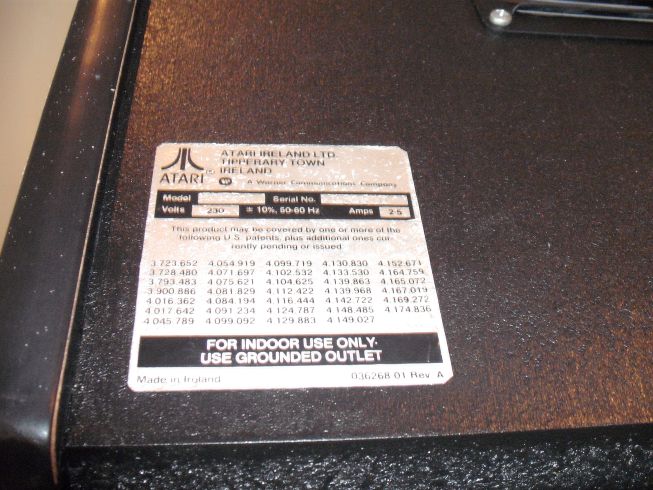 ATARI IRELAND LTD.
TIPPERARY TOWN
IRELAND
ATARI®
A Warner Communications Company
Model Serial No.
Volts 230 ± 10%, 50-60 Hz Amps 2.5
This product may be covered by one or more of the
following U.S. patents, plus additional ones cur-
rently pending or issued
3.723.652 4.054.919 4.099.719 4.130.830 4.152.671
3.728.480 4.071.697 4.102.532 4.133.530 4.164.759
3.793.483 4.075.621 4.104.625 4.139.863 4.165.072
3.900.886 4.081.829 4.112.422 4.139.968 4.167.019
4.016.362 4.084.194 4.116.444 4.142.722 4.169.272
4.017.642 4.091.234 4.124.787 4.148.485 4.174.836
4.045.789 4.099.092 4.129.883 4.149.027
FOR INDOOR USE ONLY-
USE GROUNDED OUTLET
Made in Ireland 036268-01 Rev. A